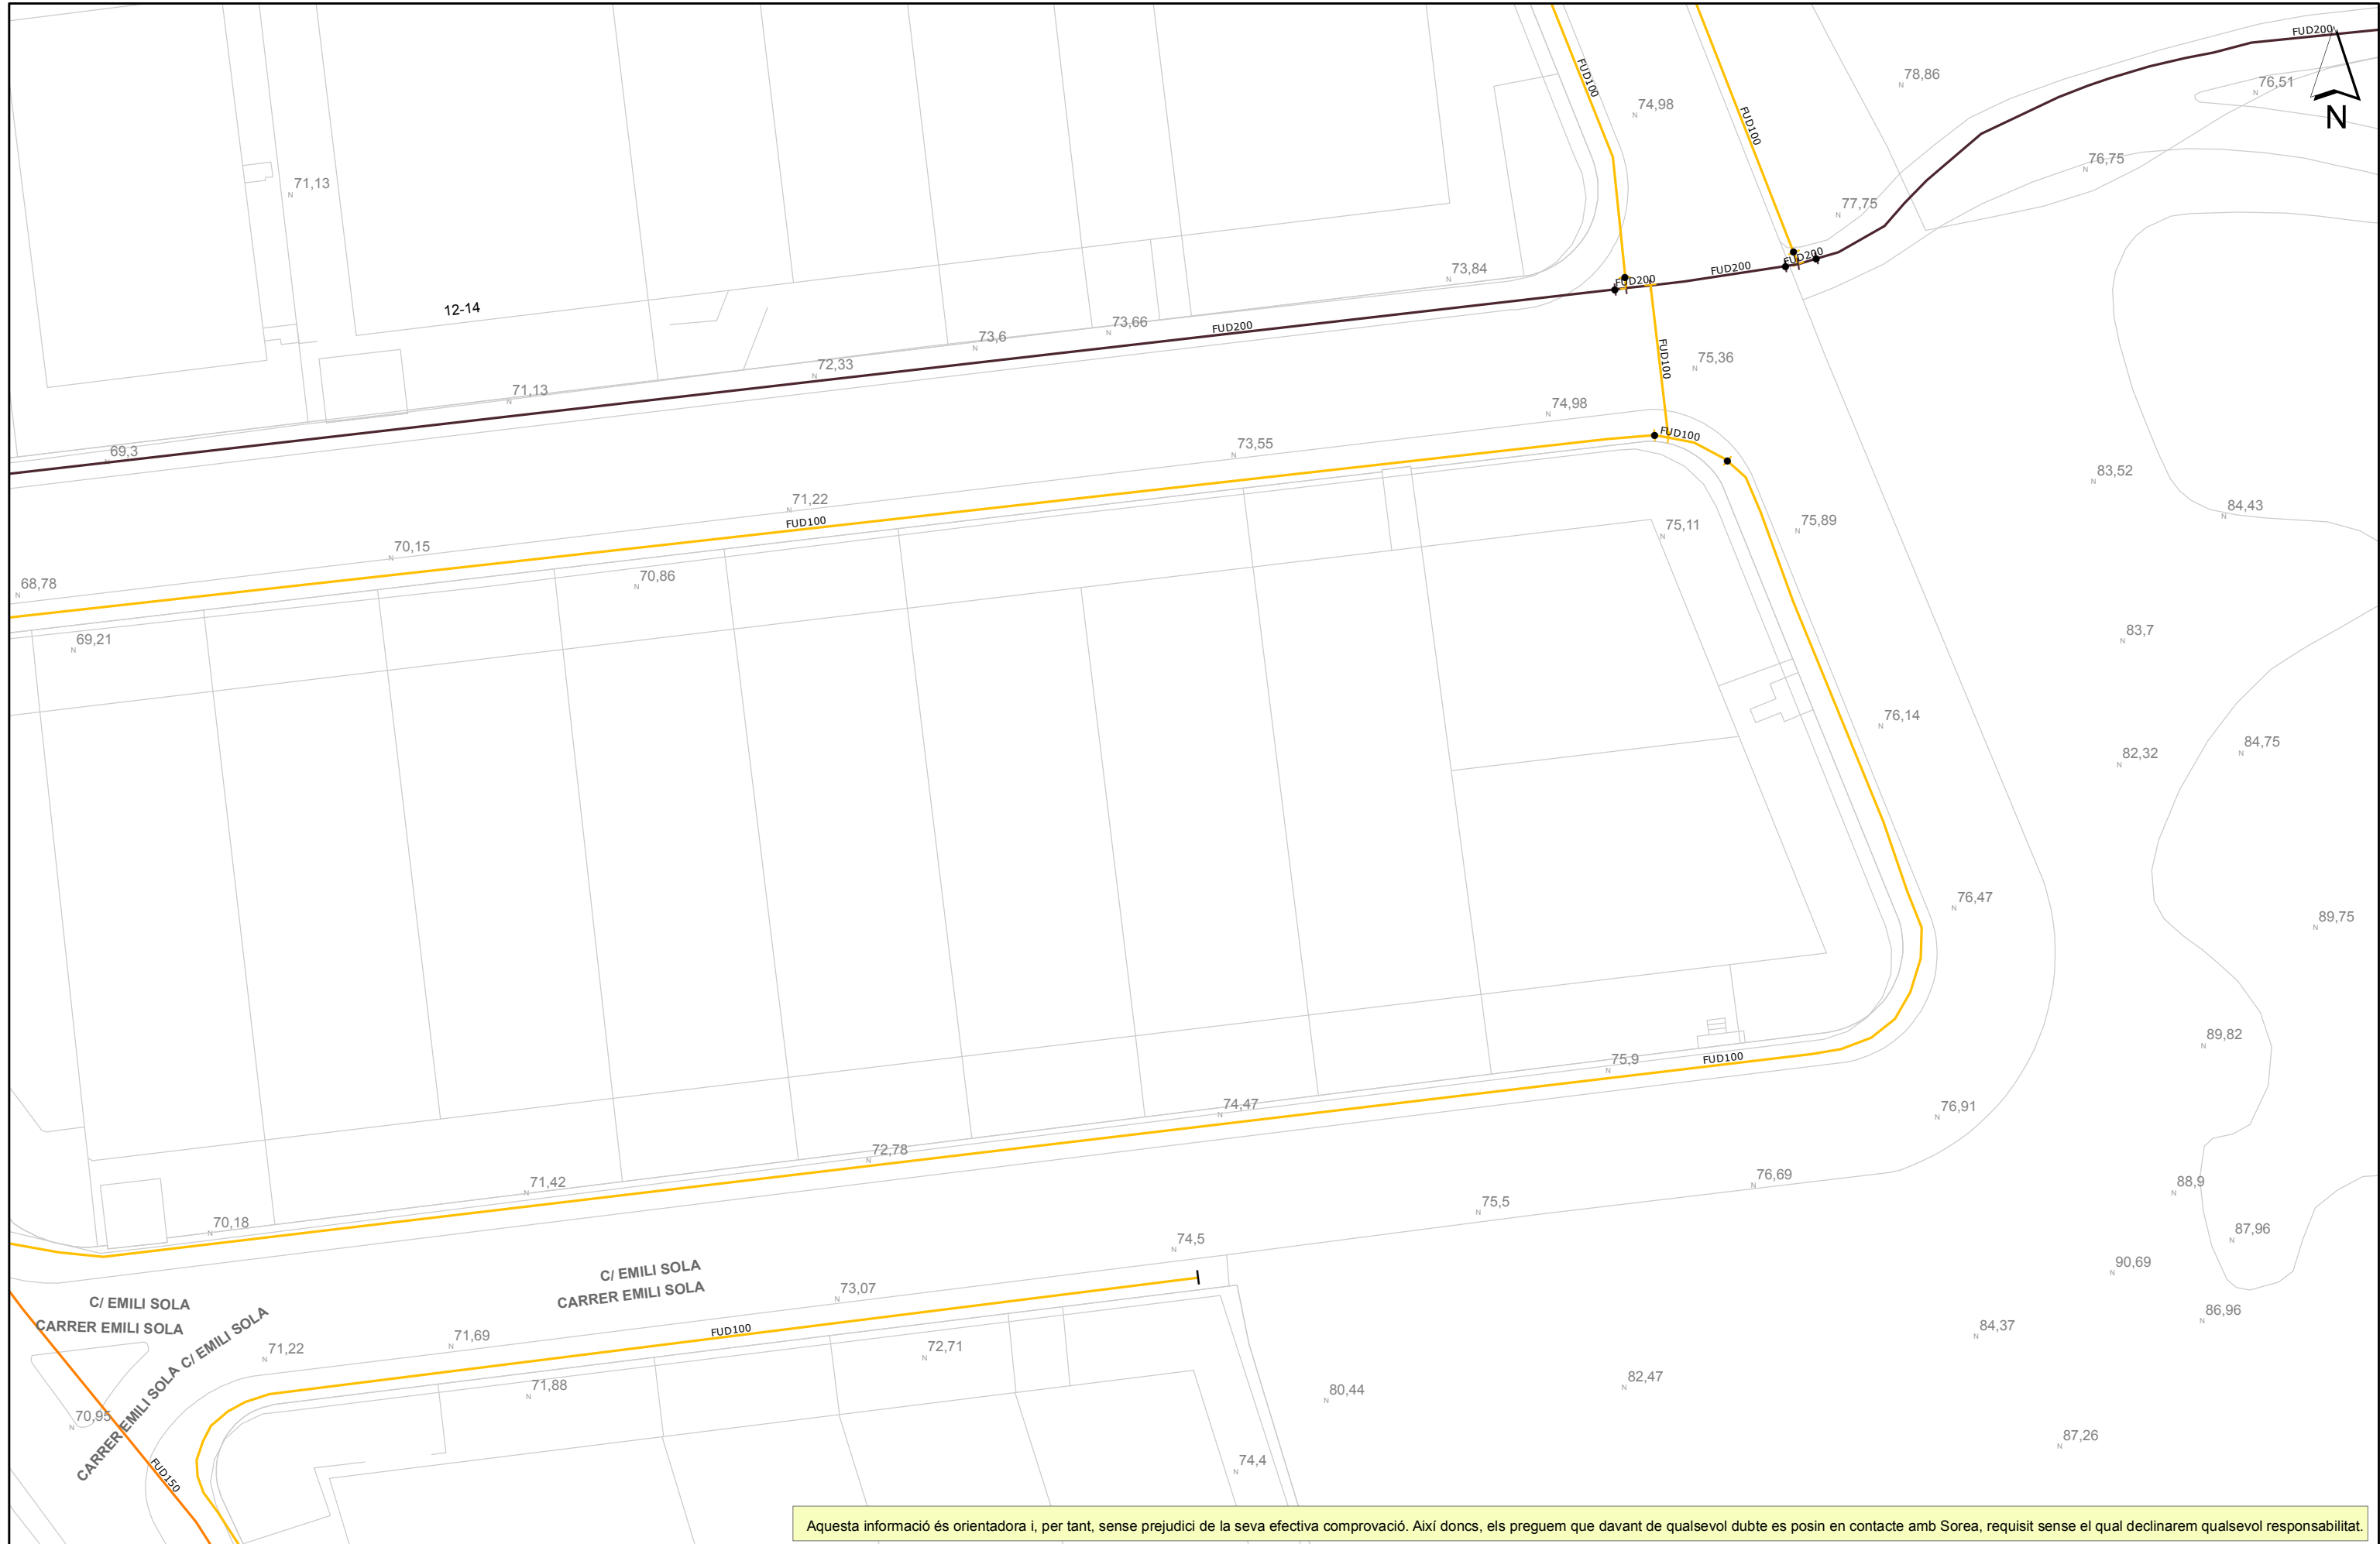 FUD200
78,86
76,51
N
FUD100
74,98
FUD100
76,75
71,13
77,75
FUD200
73,84
FUD200
FUD200
12-14
73,66
FUD200
73,6
72,33
FUD100
75,36
71,13
74,98
69,3
73,55
FUD100
83,52
71,22
84,43
FUD100
75,11
75,89
70,15
68,78
70,86
69,21
83,7
76,14
84,75
82,32
76,47
89,75
89,82
75,9
FUD100
74,47
76,91
72,78
71,42
76,69
88,9
75,5
70,18
87,96
74,5
C/ EMILI SOLA
CARRER EMILI SOLA
90,69
73,07
C/ EMILI SOLA
CARRER EMILI SOLA
86,96
FUD100
84,37
71,69
71,22
C/ EMILI SOLA
CARRER EMILI SOLA
72,71
71,88
80,44
82,47
70,95
87,26
74,4
FUD150
Aquesta informació és orientadora i, per tant, sense prejudici de la seva efectiva comprovació. Així doncs, els preguem que davant de qualsevol dubte es posin en contacte amb Sorea, requisit sense el qual declinarem qualsevol responsabilitat.